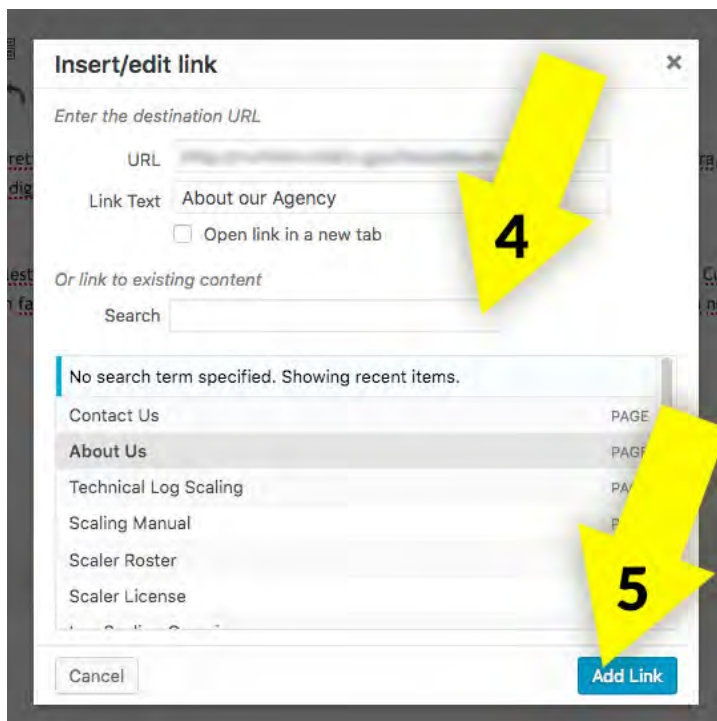 Insert/edit link
×
Enter the destination URL
URL
Link Text About our Agency
Open link in a new tab
4
Or link to existing content
Search
No search term specified. Showing recent items.
Contact Us PAGE
About Us PAGE
Technical Log Scaling
Scaling Manual
Scaler Roster
Scaler License
5
Cancel Add Link